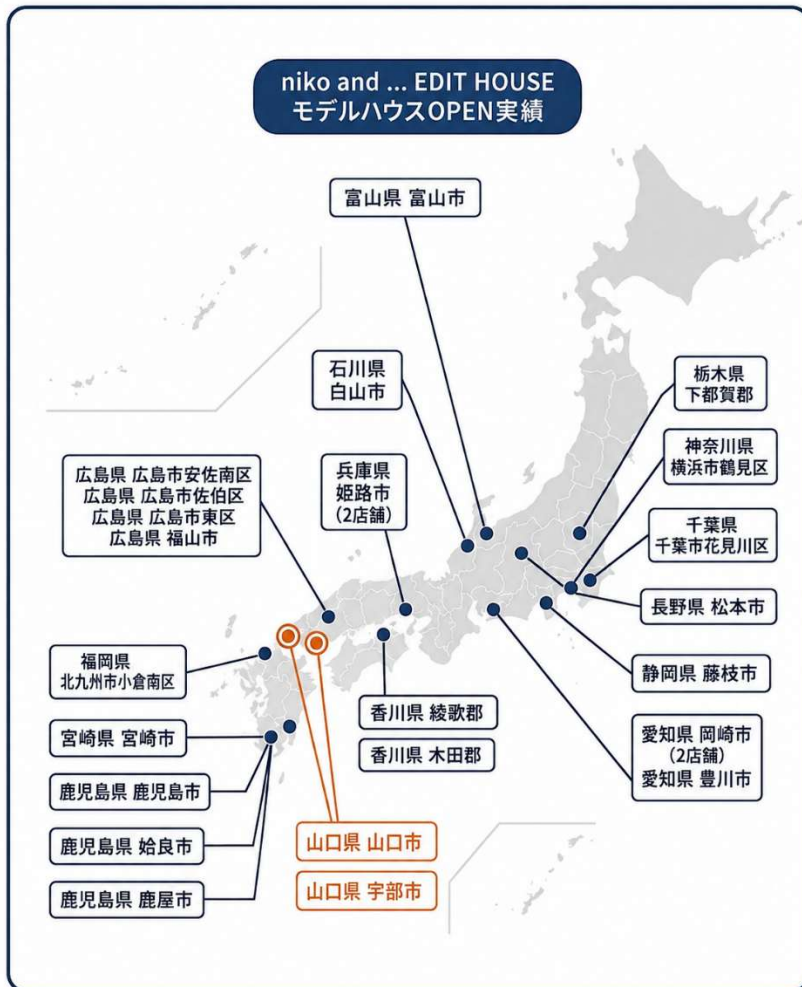 niko and ... EDIT HOUSE
モデルハウスOPEN実績
富山県 富山市
石川県
白山市
栃木県
下都賀郡
神奈川県
横浜市鶴見区
広島県 広島市安佐南区
広島県 広島市佐伯区
広島県 広島市東区
広島県 福山市
兵庫県
姫路市
(2店舗)
千葉県
千葉市花見川区
長野県 松本市
福岡県
北九州市小倉南区
静岡県 藤枝市
香川県 綾歌郡
宮崎県 宮崎市
愛知県 岡崎市
(2店舗)
愛知県 豊川市
香川県 木田郡
鹿児島県 鹿児島市
山口県 山口市
鹿児島県 姶良市
山口県 宇部市
鹿児島県 鹿屋市